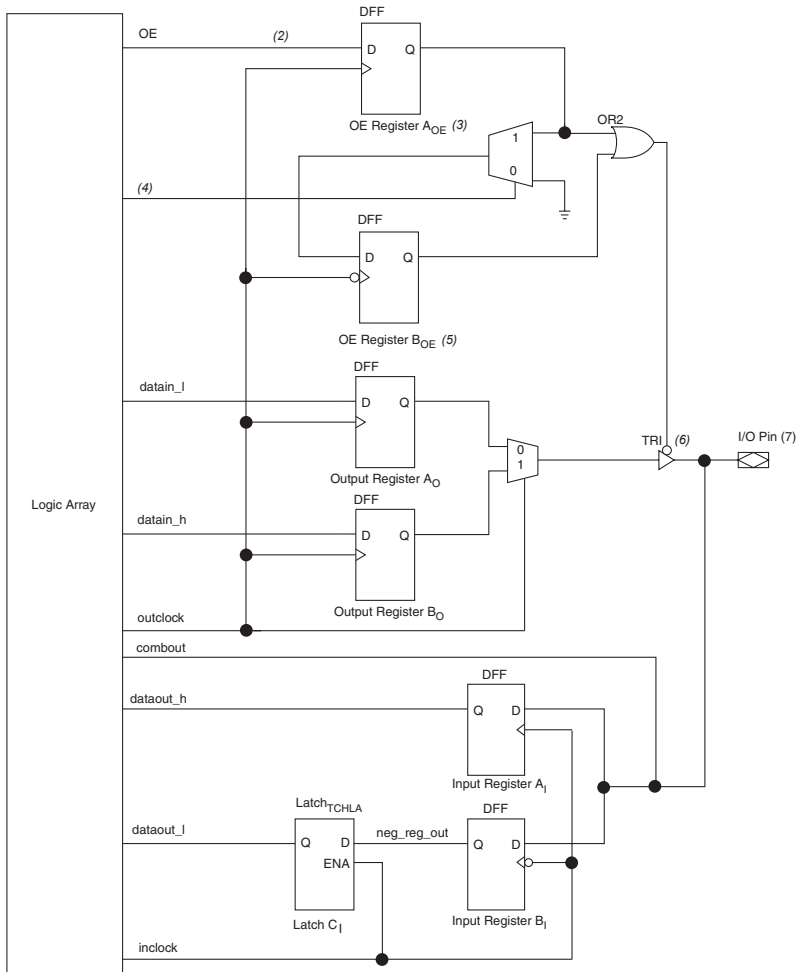 DFF
OE
(2)
D
Q
OE Register A_OE (3)
OR2
1
0
(4)
DFF
D
Q
OE Register B_OE (5)
DFF
datain_l
D
Q
TRI
(6)
I/O Pin (7)
0
1
Output Register A_O
Logic Array
DFF
datain_h
D
Q
Output Register B_O
outclock
combout
DFF
dataout_h
Q
D
Input Register A_I
Latch_TCHLA
DFF
dataout_l
Q
D
neg_reg_out
Q
D
ENA
Latch C_I
Input Register B_I
inclock